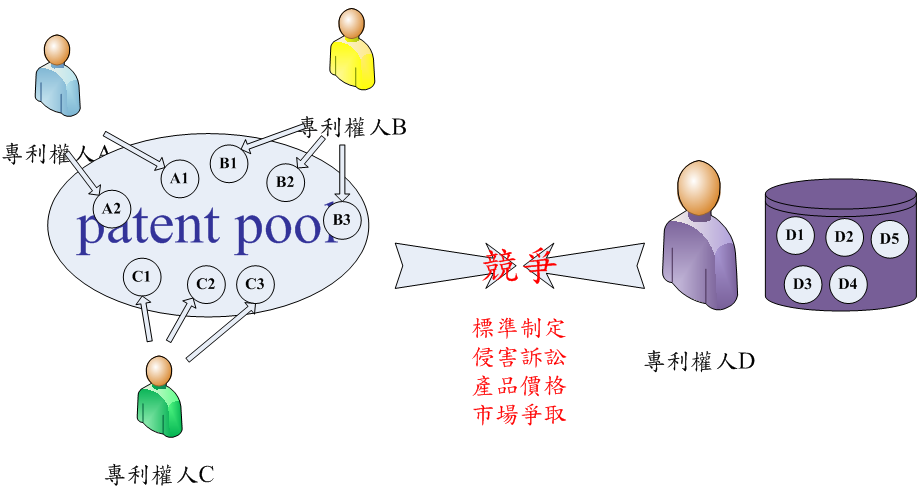 專利權人A
專利權人B
A1
B1
B2
A2
B3
patent pool
C1
C2
C3
專利權人C
競爭
標準制定
侵害訴訟
產品價格
市場爭取
專利權人D
D1
D2
D5
D3
D4